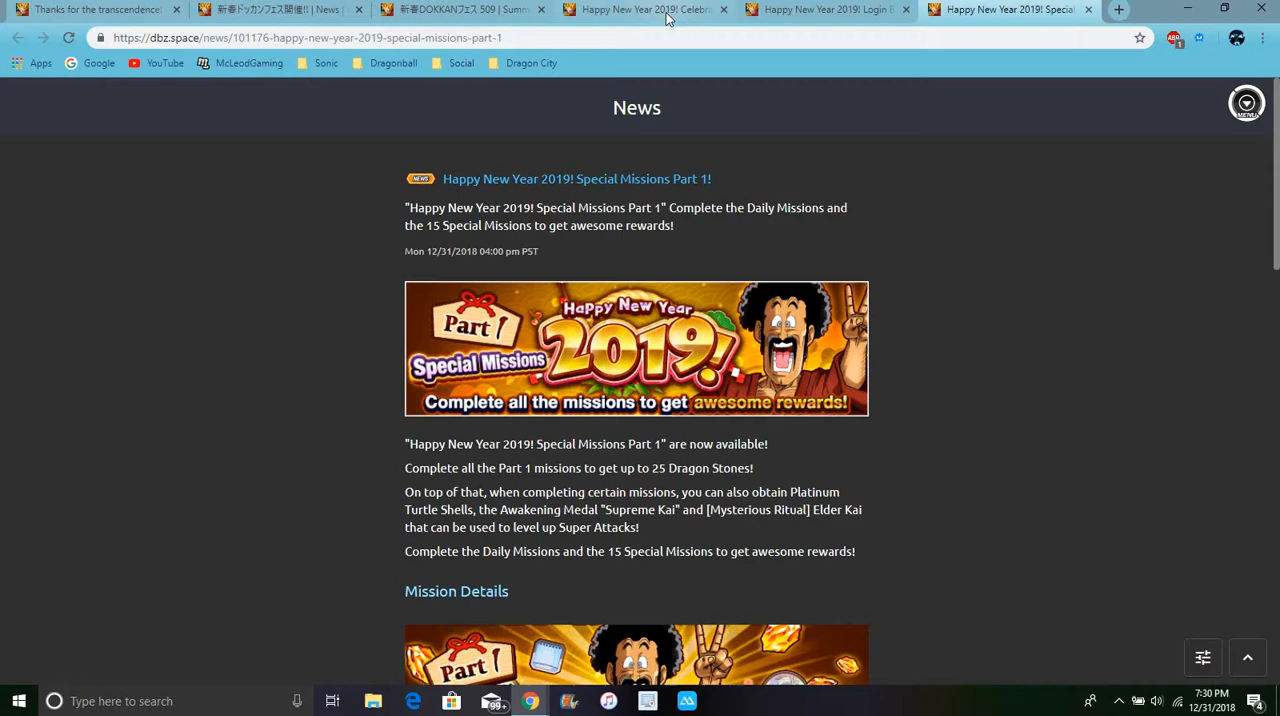 Thanks for the transcendence!
新春ドッカンフェス開催!! | News |
新春DOKKANフェス 509 | Summ
Happy New Year 2019! Celebra
Happy New Year 2019! Login B
Happy New Year 2019! Special
https://dbz.space/news/101176-happy-new-year-2019-special-missions-part-1
ABP
1
Apps
Google
YouTube
McLeodGaming
Sonic
Dragonball
Social
Dragon City
News
MENU
NEWS
Happy New Year 2019! Special Missions Part 1!
"Happy New Year 2019! Special Missions Part 1" Complete the Daily Missions and
the 15 Special Missions to get awesome rewards!
Mon 12/31/2018 04:00 pm PST
Part 1
Special Missions
Happy New Year
2019!
Complete all the missions to get awesome rewards!
"Happy New Year 2019! Special Missions Part 1" are now available!
Complete all the Part 1 missions to get up to 25 Dragon Stones!
On top of that, when completing certain missions, you can also obtain Platinum
Turtle Shells, the Awakening Medal "Supreme Kai" and [Mysterious Ritual] Elder Kai
that can be used to level up Super Attacks!
Complete the Daily Missions and the 15 Special Missions to get awesome rewards!
Mission Details
Part 1
Type here to search
99+
7:30 PM
12/31/2018
4